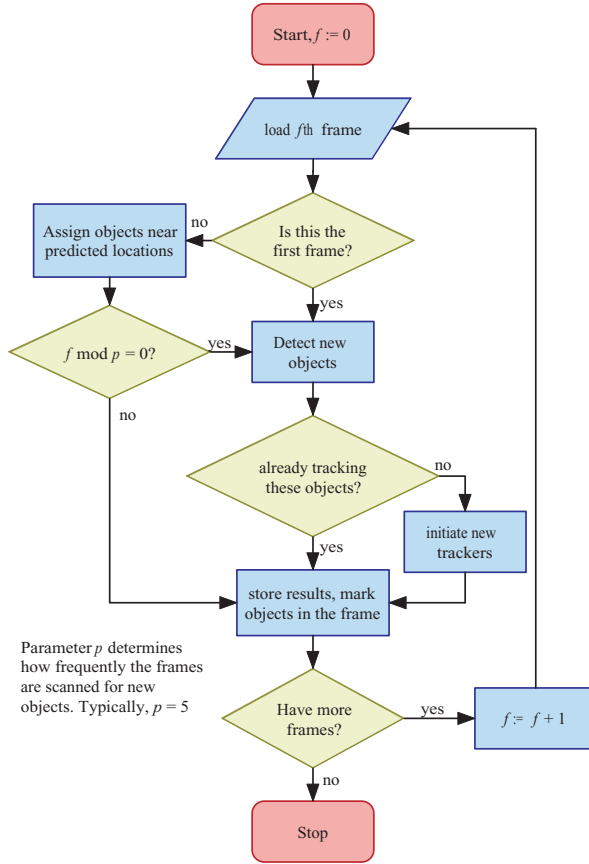 Start, f := 0
load fth frame
Is this the
first frame?
no
Assign objects near
predicted locations
yes
f mod p = 0?
yes
Detect new
objects
no
already tracking
these objects?
no
initiate new
trackers
yes
store results, mark
objects in the frame
Parameter p determines
how frequently the frames
are scanned for new
objects. Typically, p = 5
Have more
frames?
yes
f := f + 1
no
Stop